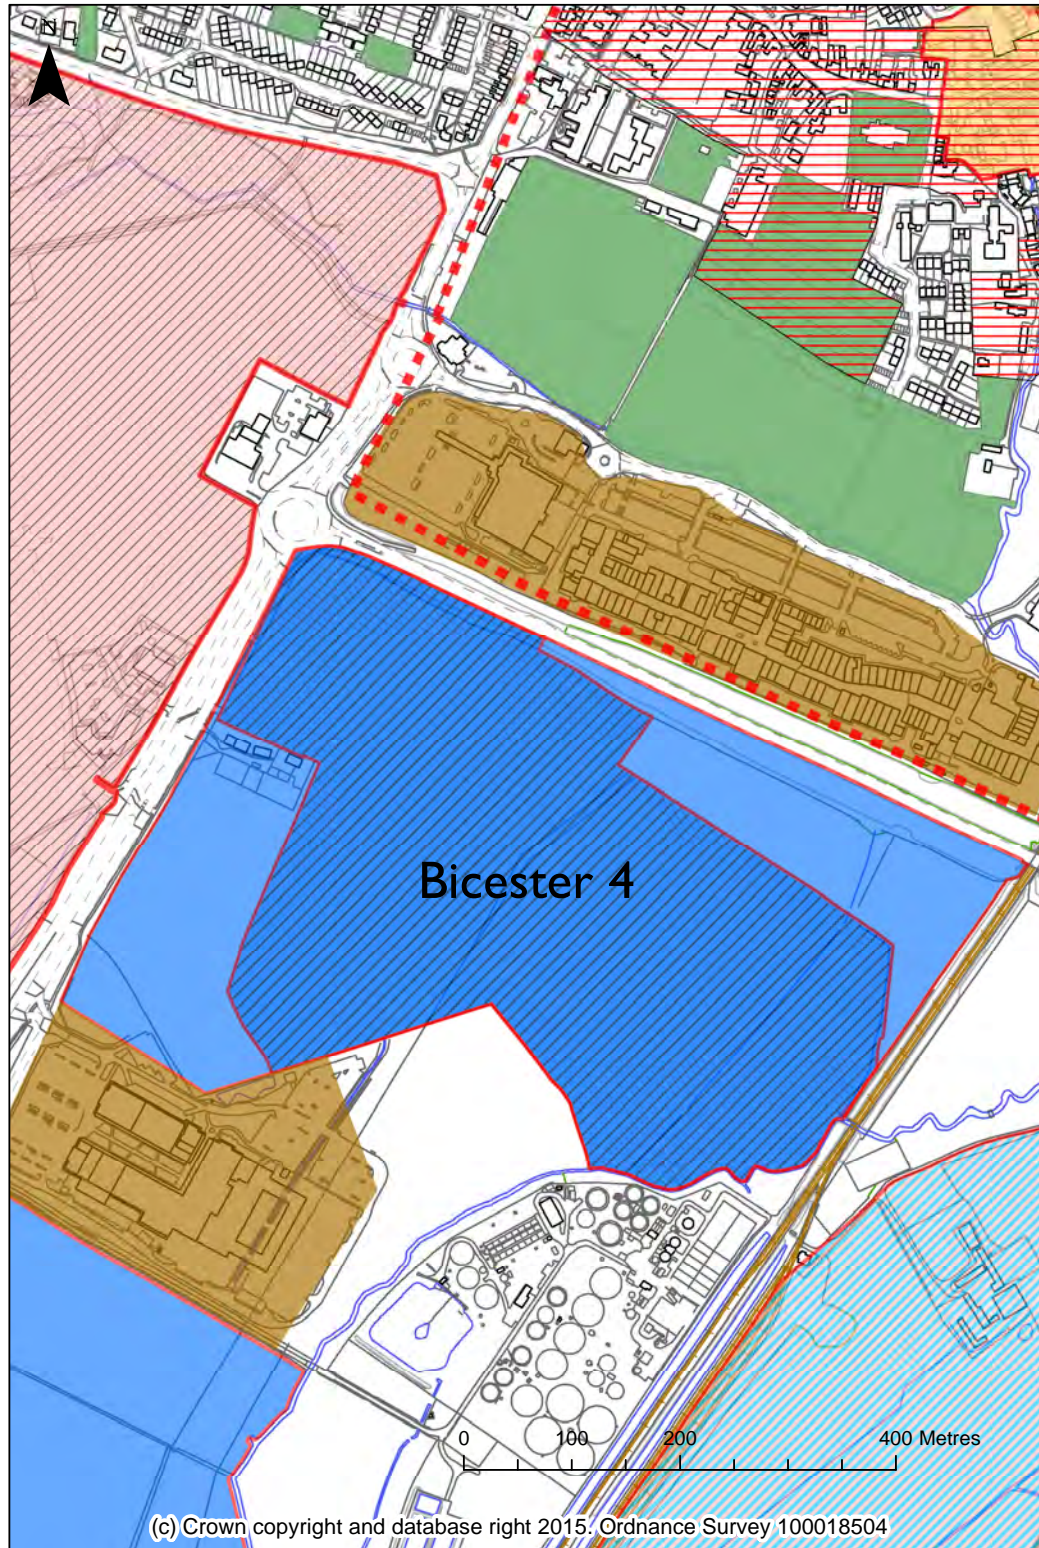 Bicester 4
0 100 200 400 Metres
(c) Crown copyright and database right 2015. Ordnance Survey 100018504